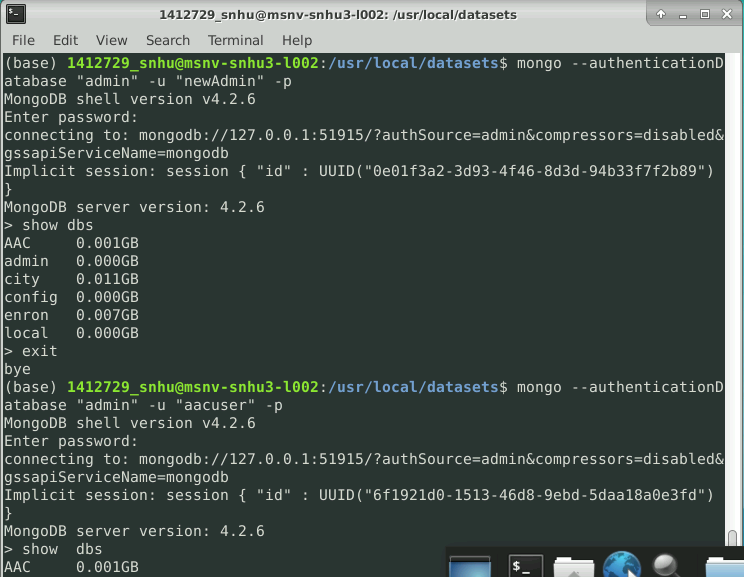 1412729_snhu@msnv-snhu3-l002: /usr/local/datasets
File Edit View Search Terminal Help
(base) 1412729_snhu@msnv-snhu3-l002:/usr/local/datasets$ mongo --authenticationD
atabase "admin" -u "newAdmin" -p
MongoDB shell version v4.2.6
Enter password:
connecting to: mongodb://127.0.0.1:51915/?authSource=admin&compressors=disabled&
gssapiServiceName=mongodb
Implicit session: session { "id" : UUID("0e01f3a2-3d93-4f46-8d3d-94b33f7f2b89")
}
MongoDB server version: 4.2.6
> show dbs
AAC     0.001GB
admin   0.000GB
city    0.011GB
config  0.000GB
enron   0.007GB
local   0.000GB
> exit
bye
(base) 1412729_snhu@msnv-snhu3-l002:/usr/local/datasets$ mongo --authenticationD
atabase "admin" -u "aacuser" -p
MongoDB shell version v4.2.6
Enter password:
connecting to: mongodb://127.0.0.1:51915/?authSource=admin&compressors=disabled&
gssapiServiceName=mongodb
Implicit session: session { "id" : UUID("6f1921d0-1513-46d8-9ebd-5daa18a0e3fd")
}
MongoDB server version: 4.2.6
> show  dbs
AAC     0.001GB
$_